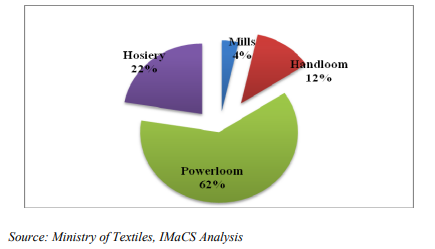 Mills
4%
Hosiery
22%
Handloom
12%
Powerloom
62%
Source: Ministry of Textiles, IMaCS Analysis